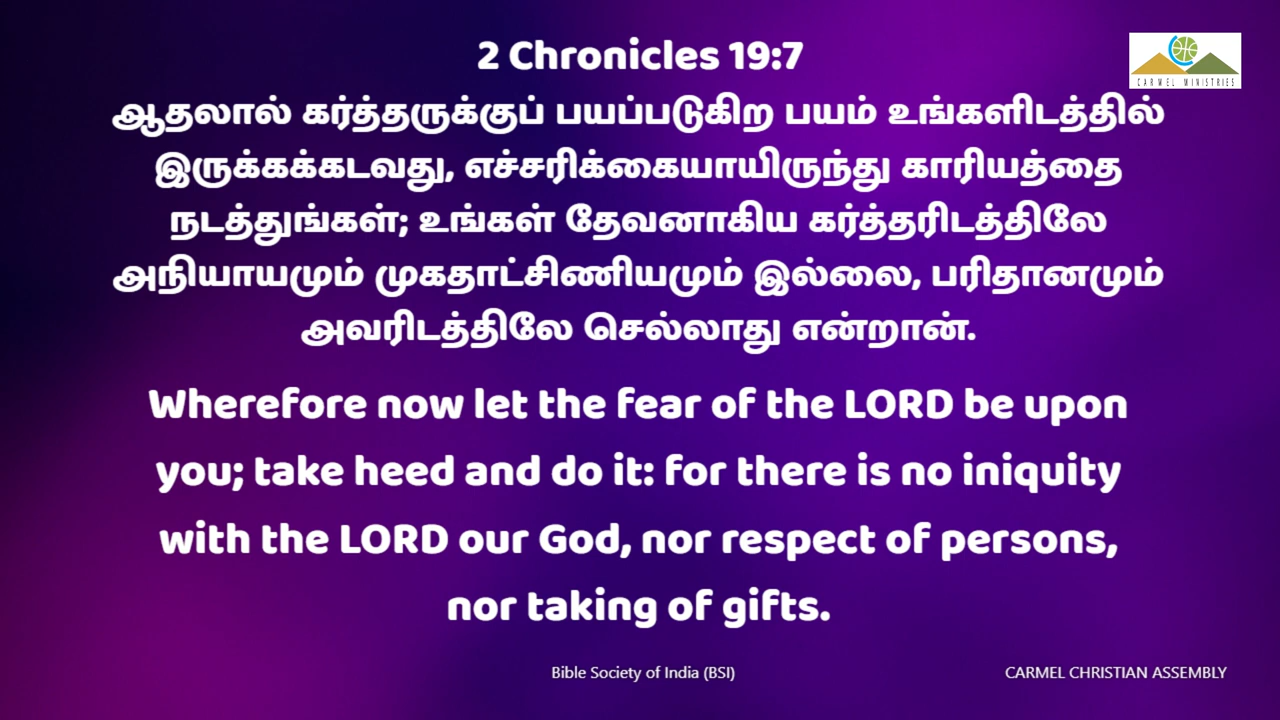 2 Chronicles 19:7
CARMEL MINISTRIES
ஆதலால் கர்த்தருக்குப் பயப்படுகிற பயம் உங்களிடத்தில்
இருக்கக்கடவது, எச்சரிக்கையாயிருந்து காரியத்தை
நடத்துங்கள்; உங்கள் தேவனாகிய கர்த்தரிடத்திலே
அநியாயமும் முகதாட்சிணியமும் இல்லை, பரிதானமும்
அவரிடத்திலே செல்லாது என்றான்.
Wherefore now let the fear of the LORD be upon
you; take heed and do it: for there is no iniquity
with the LORD our God, nor respect of persons,
nor taking of gifts.
Bible Society of India (BSI)
CARMEL CHRISTIAN ASSEMBLY